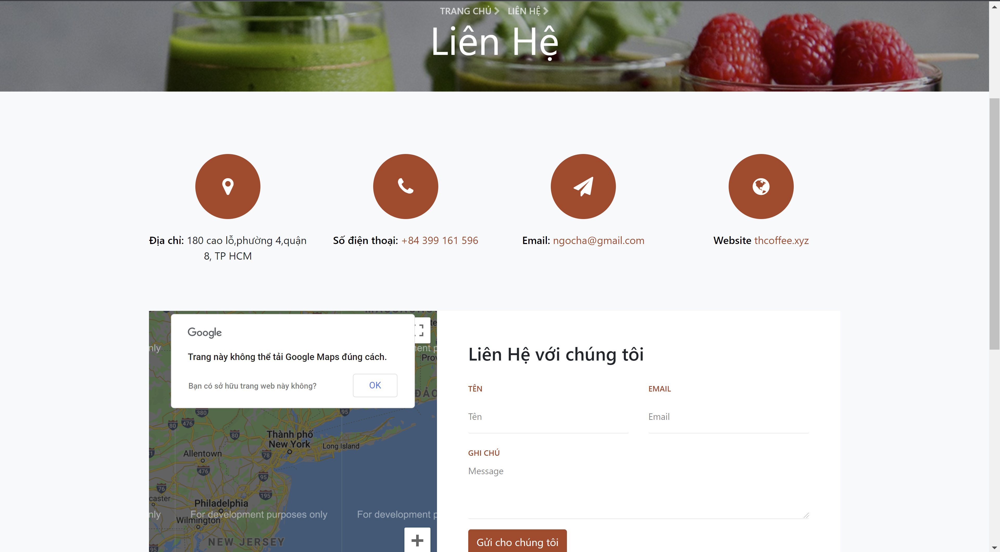 TRANG CHỦ LIÊN HỆ
Liên Hệ
Địa chỉ: 180 cao lỗ,phường 4,quận
8, TP HCM
Số điện thoại: +84 399 161 596
Email: ngocha@gmail.com
Website thcoffee.xyz
Google
Trang này không thể tải Google Maps đúng cách.
Bạn có sở hữu trang web này không?
OK
nly
ment p
Prov
ĐẢO
380
95
80
476
80
Thành phố
New York
Long Island
Allentown
78
476
95
76
195
caster
Philadelphia
nly
For development purposes only
For development p
Wilmington
NEW JERSEY
95
Liên Hệ với chúng tôi
TÊN
EMAIL
Tên
Email
GHI CHÚ
Message
Gửi cho chúng tôi